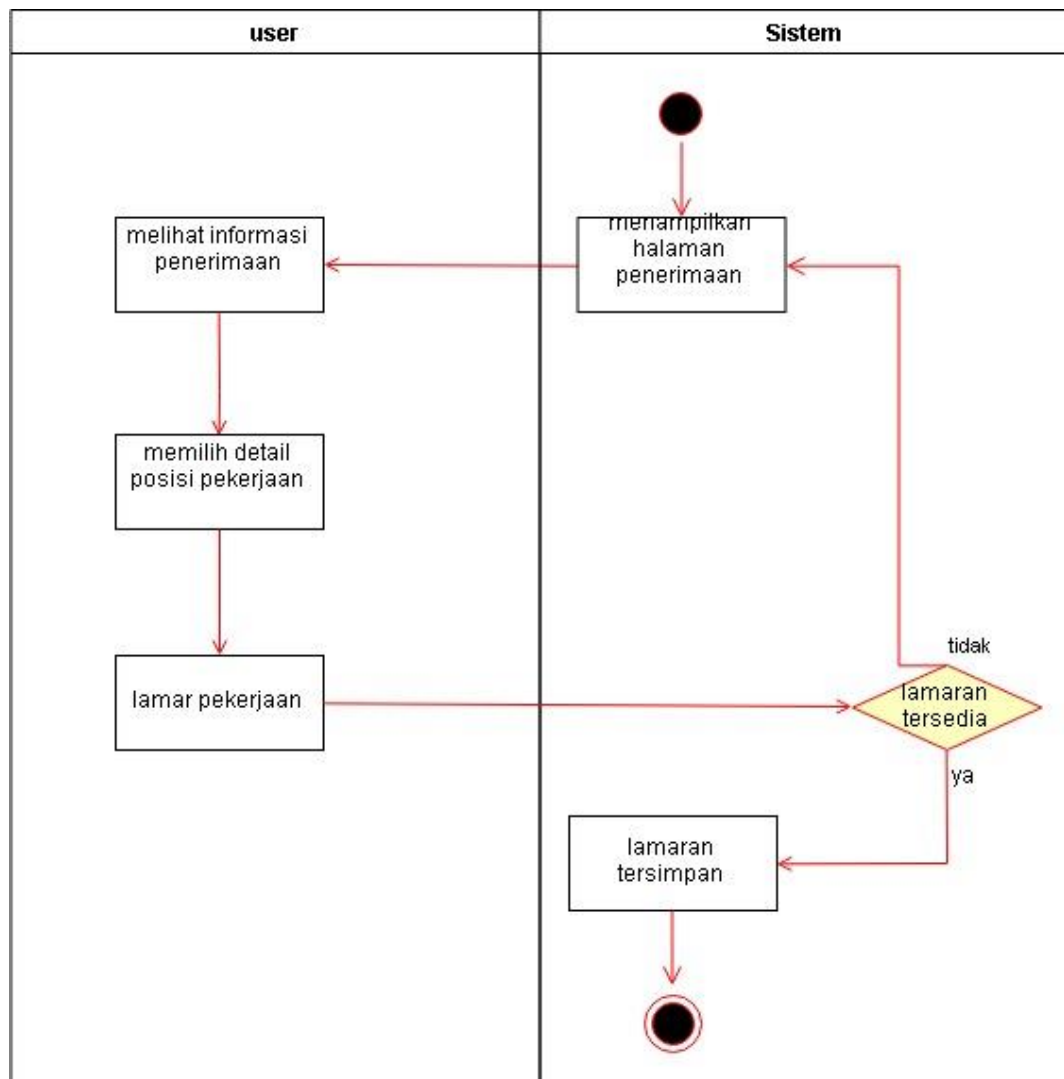 user
Sistem
menampilkan
halaman
penerimaan
melihat informasi
penerimaan
memilih detail
posisi pekerjaan
lamar pekerjaan
tidak
lamaran
tersedia
ya
lamaran
tersimpan